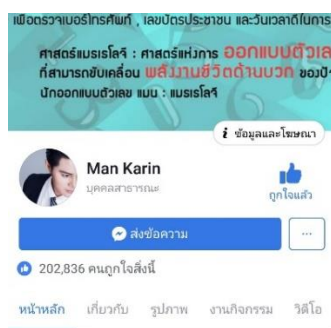 เพื่อตรวจเบอร์โทรศัพท์ , เลขบัตรประชาชน และวันเวลาดีในการ
ศาสตร์แมธเธโลจี : ศาสตร์แห่งการ ออกแบบตัวเล
ที่สามารถขับเคลื่อน พลังงานชีวิตด้านบวก ของป
นักออกแบบตัวเลข แมน : แมธเธโลจี
i ข้อมูลและโฆษณา
Man Karin
บุคคลสาธารณะ
ถูกใจแล้ว
ส่งข้อความ
...
202,836 คนถูกใจสิ่งนี้
หน้าหลัก เกี่ยวกับ รูปภาพ งานกิจกรรม วิดีโอ